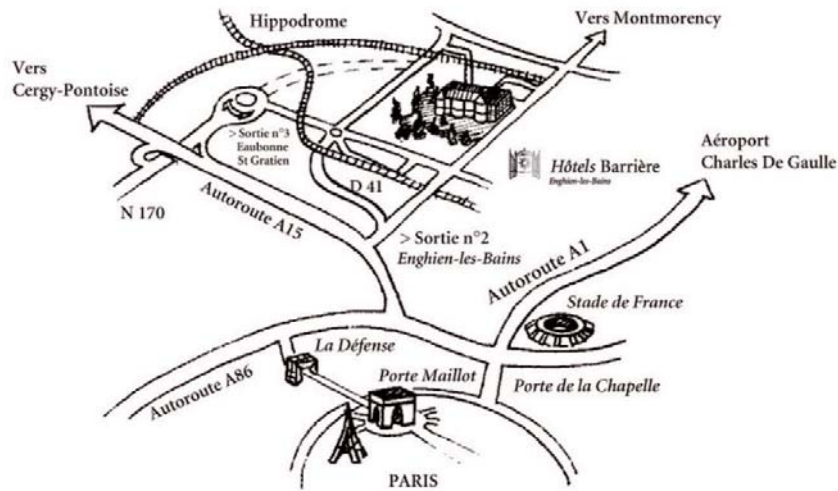 Hippodrome
Vers Montmorency
Vers
Cergy-Pontoise
> Sortie n°3
Eaubonne
St Gratien
Aéroport
Charles De Gaulle
Hôtels Barrière
Enghien-les-Bains
D 41
N 170
Autoroute A15
> Sortie n°2
Enghien-les-Bains
Autoroute A1
Stade de France
La Défense
Porte Maillot
Porte de la Chapelle
Autoroute A86
PARIS